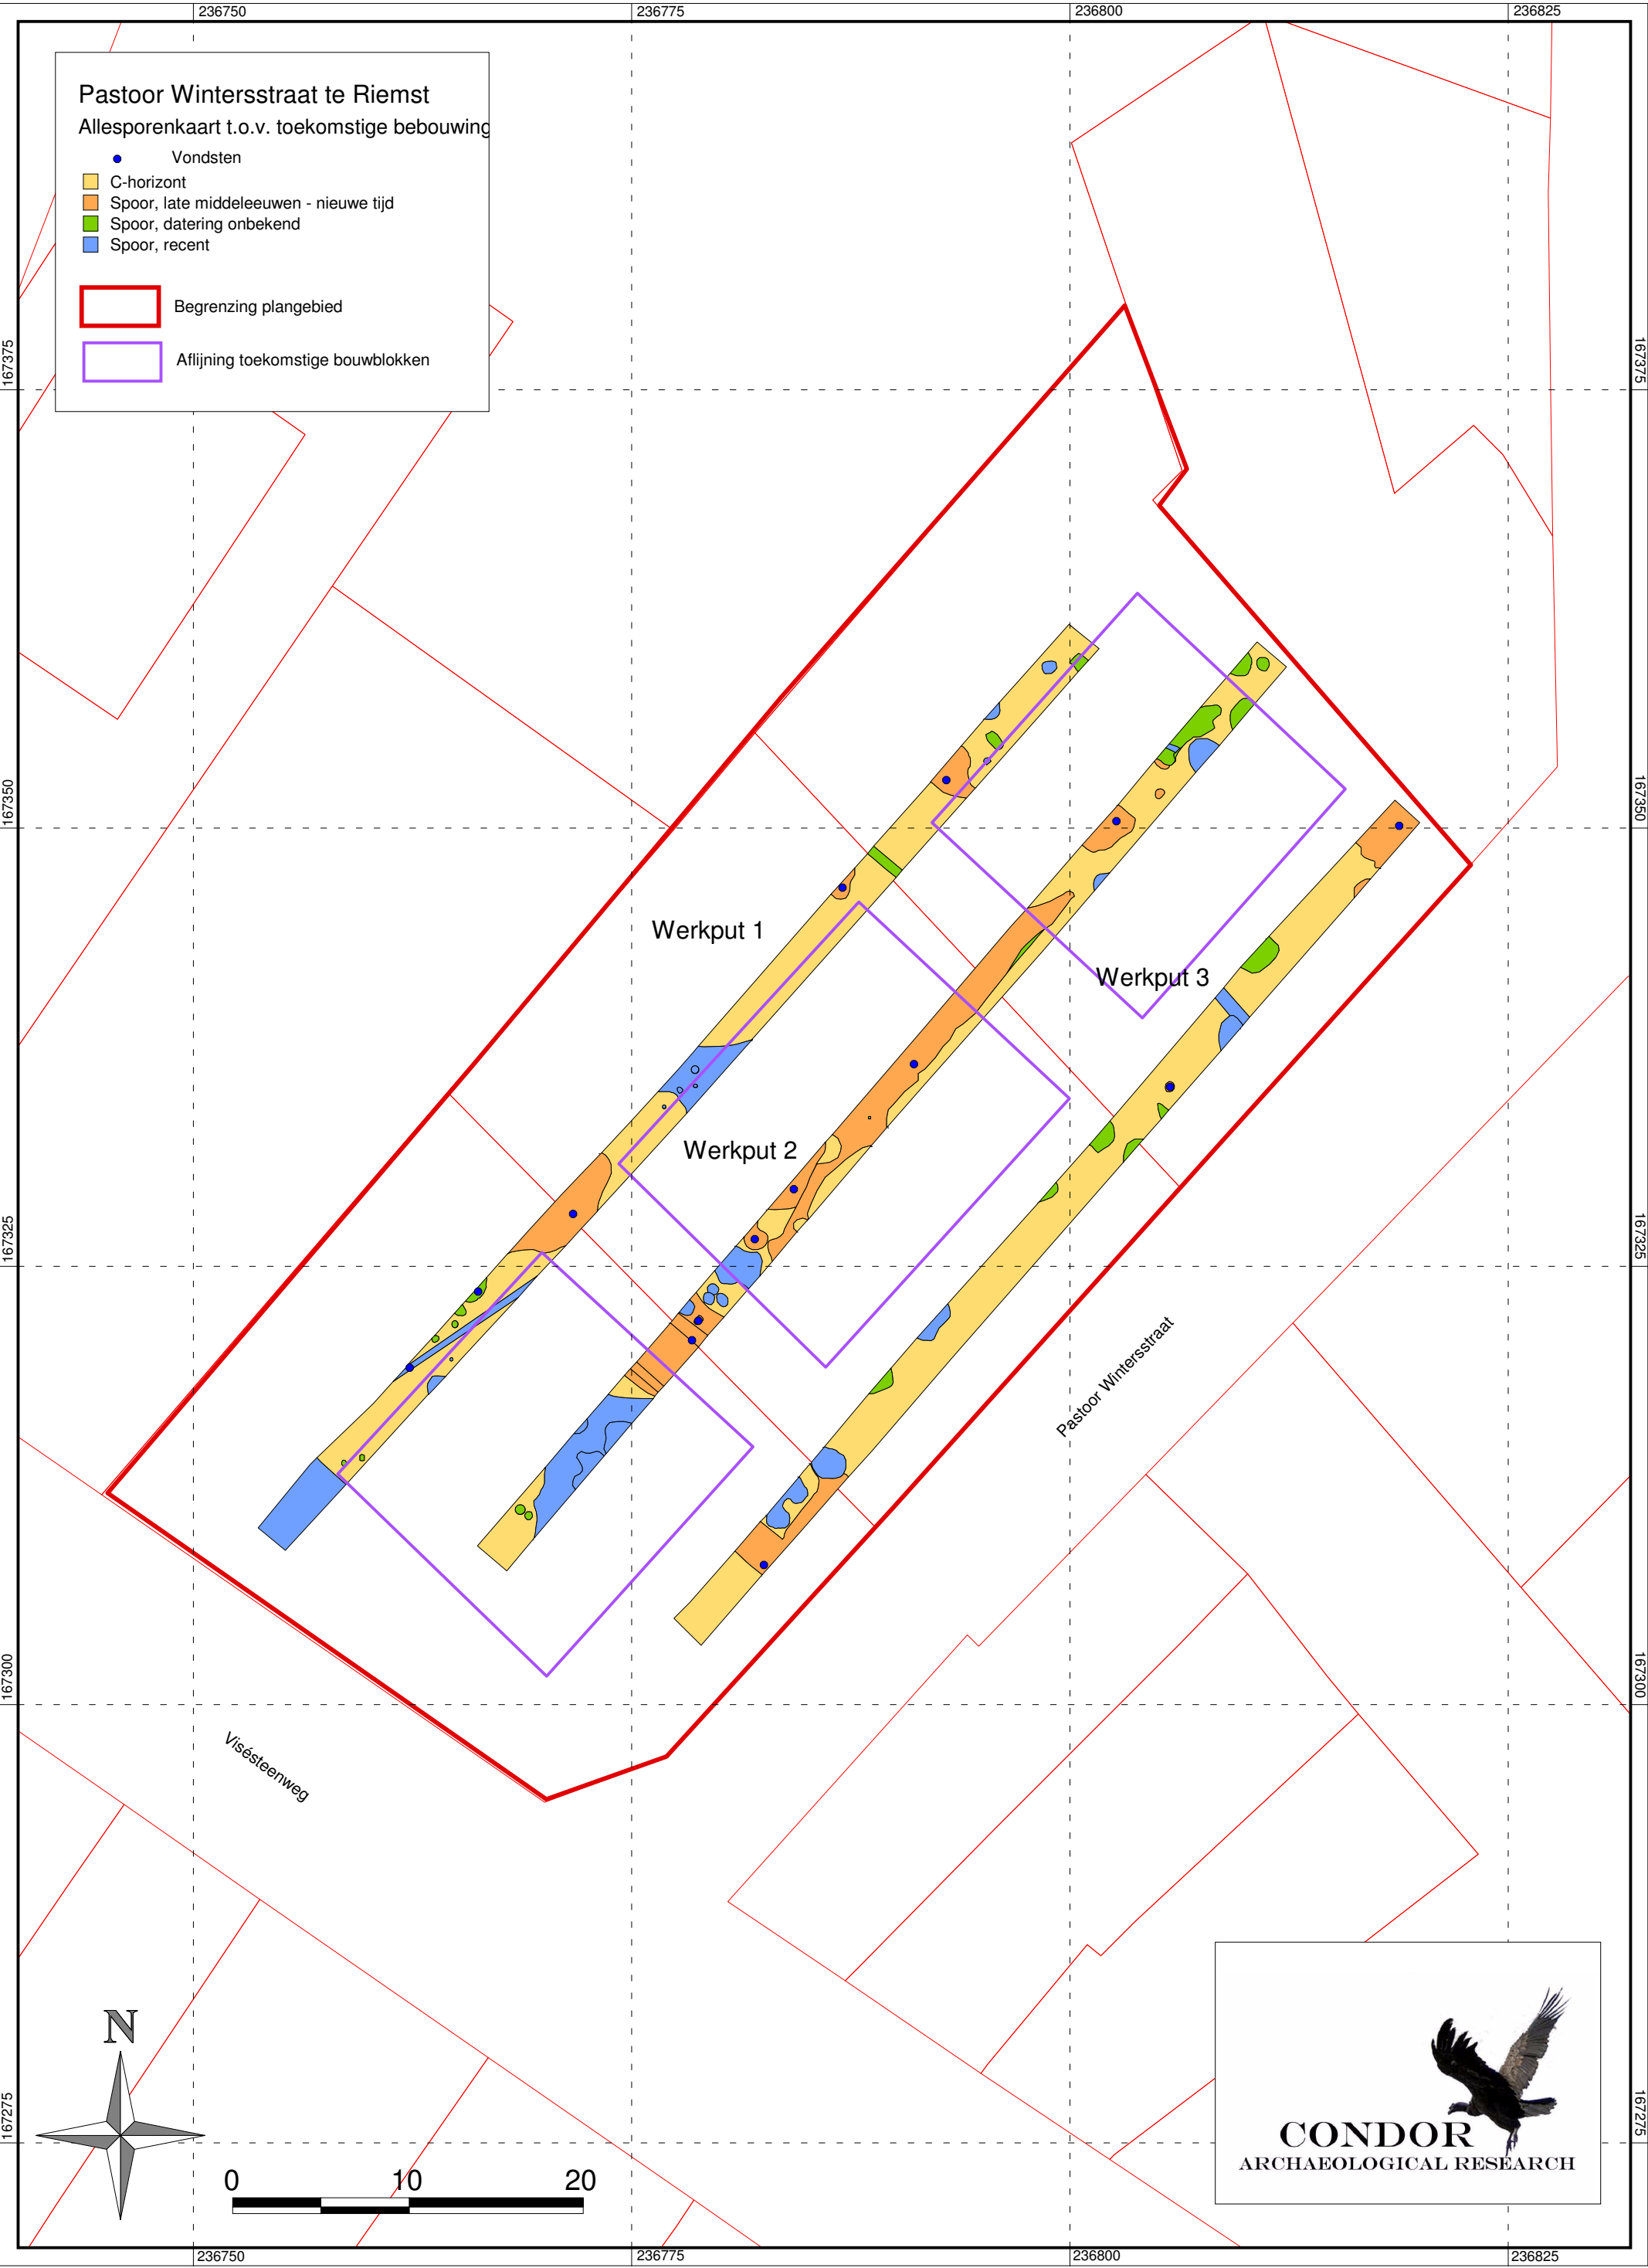 236750
236775
236800
236825
Pastoor Wintersstraat te Riemst
Allesporenkaart t.o.v. toekomstige bebouwing
Vondsten
C-horizont
Spoor, late middeleeuwen - nieuwe tijd
Spoor, datering onbekend
Spoor, recent
Begrenzing plangebied
Aflijning toekomstige bouwblokken
167375
167375
167350
167350
Werkput 1
Werkput 3
Werkput 2
167325
167325
Pastoor Wintersstraat
167300
167300
Visésteenweg
N
167275
167275
0
10
20
CONDOR
ARCHAEOLOGICAL RESEARCH
236750
236775
236800
236825